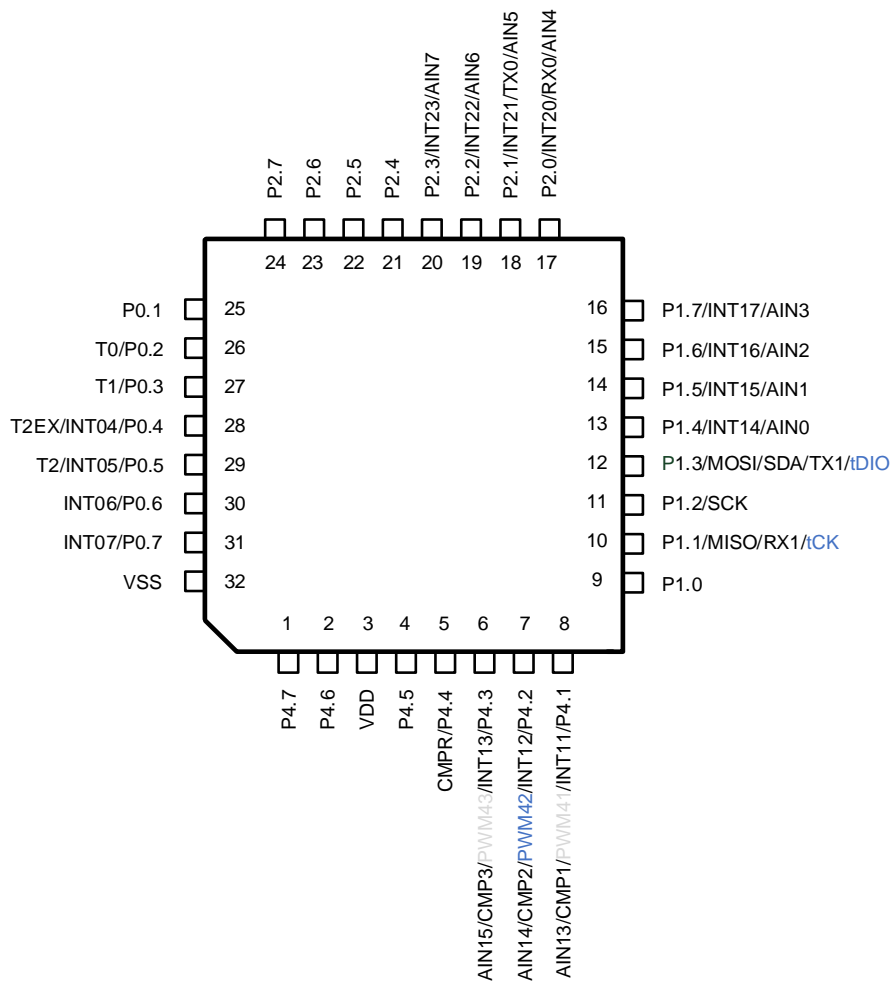 P2.7
P2.6
P2.5
P2.4
P2.3/INT23/AIN7
P2.2/INT22/AIN6
P2.1/INT21/TX0/AIN5
P2.0/INT20/RX0/AIN4
24
23
22
21
20
19
18
17
P0.1
25
T0/P0.2
26
T1/P0.3
27
T2EX/INT04/P0.4
28
T2/INT05/P0.5
29
INT06/P0.6
30
INT07/P0.7
31
VSS
32
16
P1.7/INT17/AIN3
15
P1.6/INT16/AIN2
14
P1.5/INT15/AIN1
13
P1.4/INT14/AIN0
12
P1.3/MOSI/SDA/TX1/tDIO
11
P1.2/SCK
10
P1.1/MISO/RX1/tCK
9
P1.0
1
2
3
4
5
6
7
8
P4.7
P4.6
VDD
P4.5
CMPR/P4.4
AIN15/CMP3/PWM43/INT13/P4.3
AIN14/CMP2/PWM42/INT12/P4.2
AIN13/CMP1/PWM41/INT11/P4.1